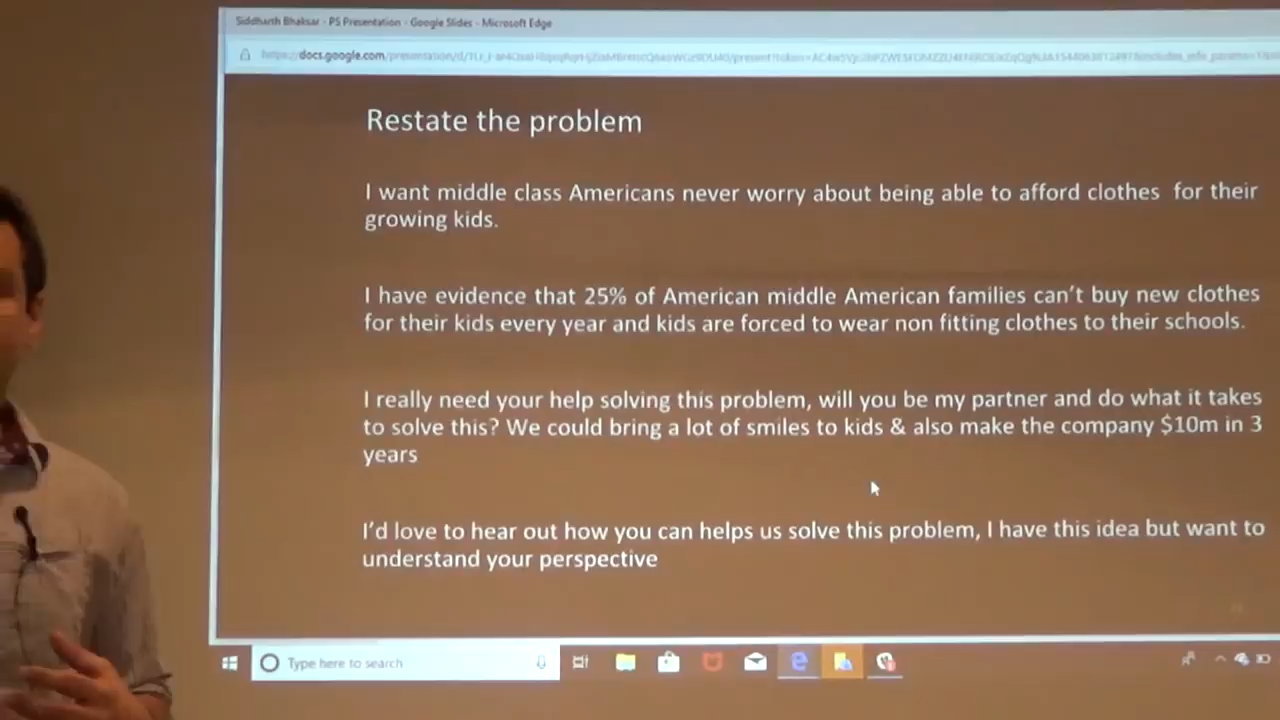 Siddharth Bhaksar - PS Presentation - Google Slides - Microsoft Edge
docs.google.com/presentation/d/
Restate the problem
I want middle class Americans never worry about being able to afford clothes for their
growing kids.
I have evidence that 25% of American middle American families can't buy new clothes
for their kids every year and kids are forced to wear non fitting clothes to their schools.
I really need your help solving this problem, will you be my partner and do what it takes
to solve this? We could bring a lot of smiles to kids & also make the company $10m in 3
years
I'd love to hear out how you can helps us solve this problem, I have this idea but want to
understand your perspective
Type here to search